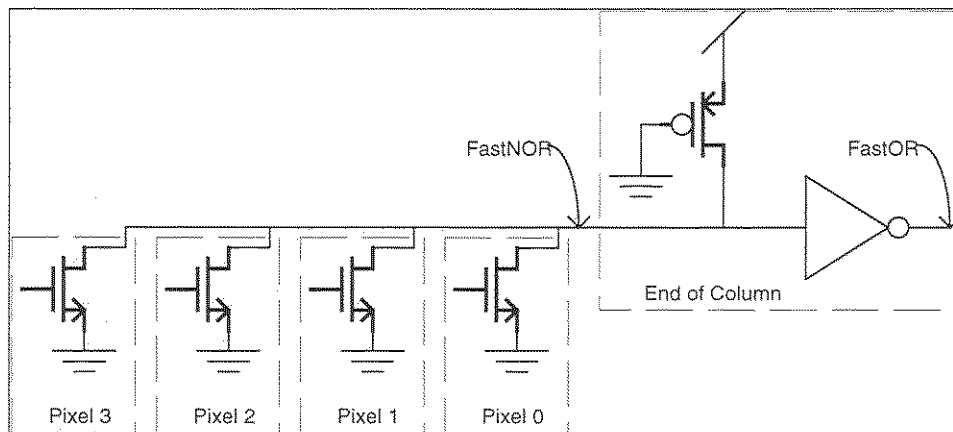 FastNOR
FastOR
End of Column
Pixel 3
Pixel 2
Pixel 1
Pixel 0